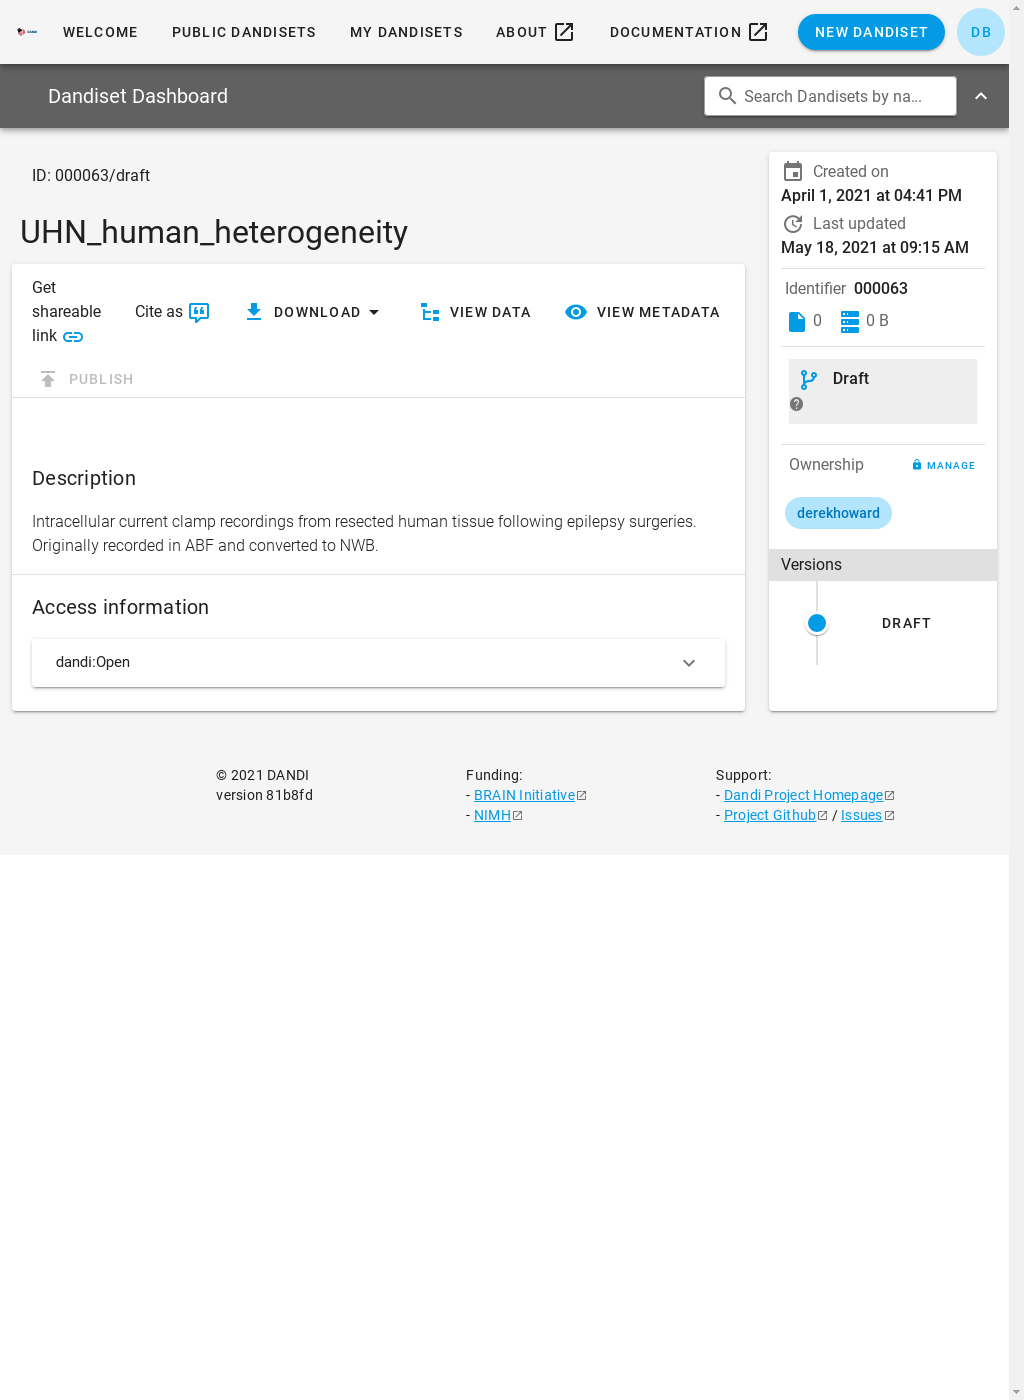 WELCOME
PUBLIC DANDISETS
MY DANDISETS
ABOUT
DOCUMENTATION
NEW DANDISET
DB
Dandiset Dashboard
Search Dandisets by na...
ID: 000063/draft
UHN_human_heterogeneity
Get
shareable
link
Cite as
DOWNLOAD
VIEW DATA
VIEW METADATA
PUBLISH
Description
Intracellular current clamp recordings from resected human tissue following epilepsy surgeries.
Originally recorded in ABF and converted to NWB.
Access information
dandi:Open
Created on
April 1, 2021 at 04:41 PM
Last updated
May 18, 2021 at 09:15 AM
Identifier 000063
0
0 B
Draft
Ownership
MANAGE
derekhoward
Versions
DRAFT
© 2021 DANDI
version 81b8fd
Funding:
- BRAIN Initiative
- NIMH
Support:
- Dandi Project Homepage
- Project Github / Issues